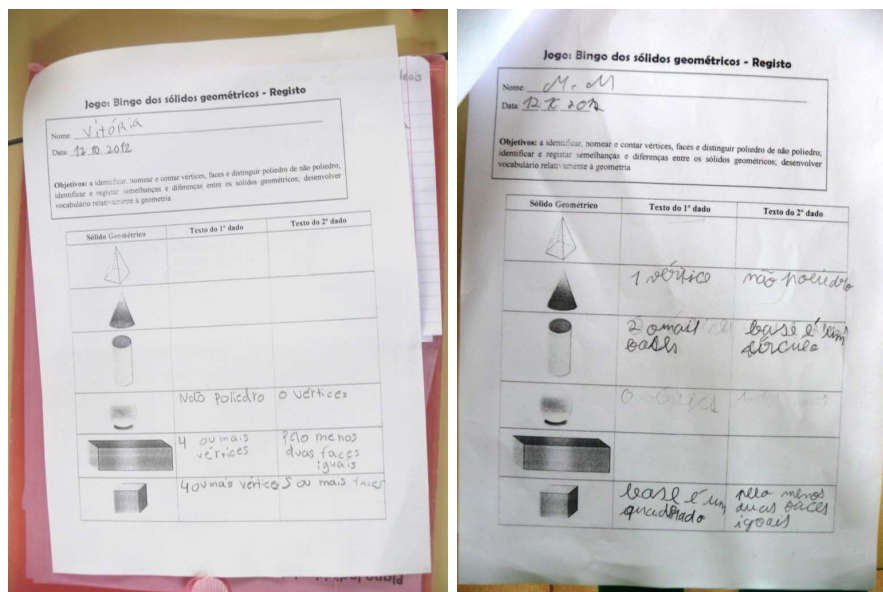 Jogo: Bingo dos sólidos geométricos - Registo
Nome: Vitória
Data: 12 10 2012
Objetivos: a identificar, nomear e contar vértices, faces e distinguir poliedro de não poliedro;
identificar e registar semelhanças e diferenças entre os sólidos geométricos; desenvolver
vocabulário relativamente à geometria
Sólido Geométrico Texto do 1º dado Texto do 2º dado
Não Poliedro 0 vértices
4 ou mais Pelo menos
vértices duas faces
iguais
4 ou mais vértices 5 ou mais faces
Jogo: Bingo dos sólidos geométricos - Registo
Nome: M. M
Data: 12
Objetivos: a identificar, nomear e contar vértices, faces e distinguir poliedro de não poliedro;
identificar e registar semelhanças e diferenças entre os sólidos geométricos; desenvolver
vocabulário relativamente à geometria
Sólido Geométrico Texto do 1º dado Texto do 2º dado
1 vértice não poliedro
2 ou mais base é um
bases círculo
0 vértices
base é um pelo menos
quadrado duas faces
igoais
Plano